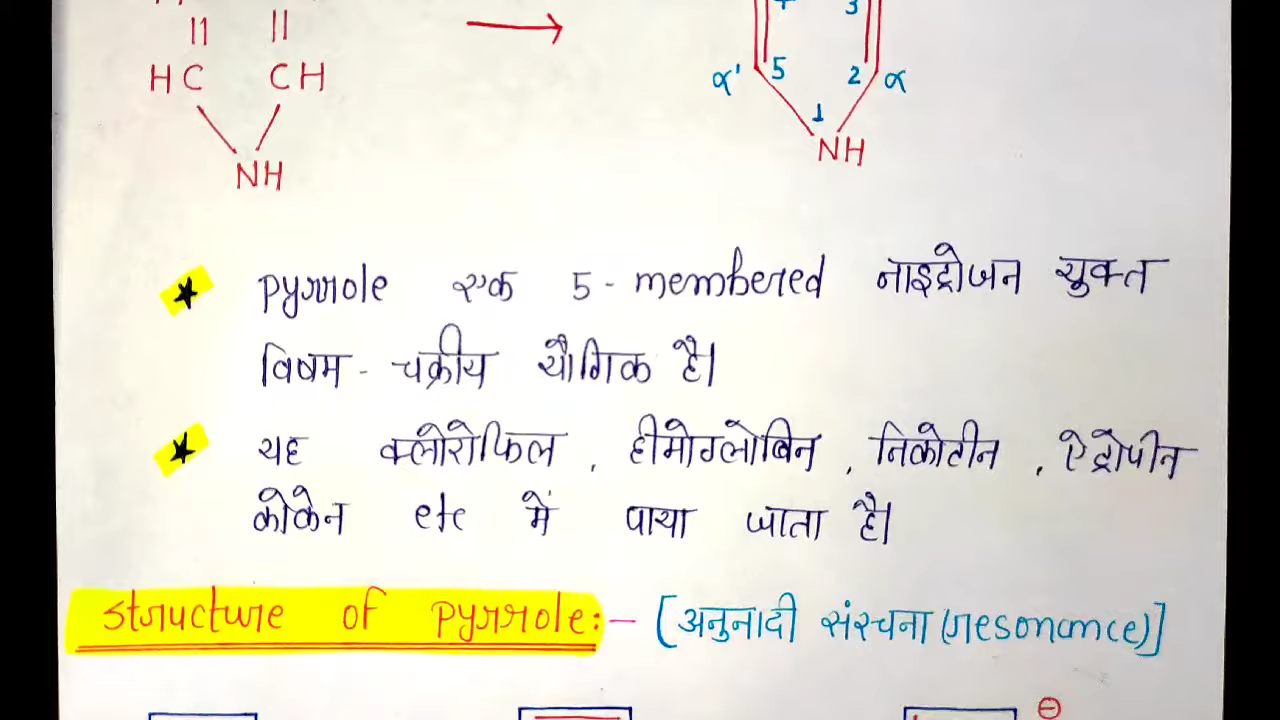 HC CH
NH
3
α' 5 2 α
1
NH
★ pyrrole एक 5-membered नाइट्रोजन युक्त
विषम-चक्रीय यौगिक है।
★ यह क्लोरोफिल, हीमोग्लोबिन, निकोटीन, ऐट्रोपीन
कोकेन etc में पाया जाता है।
structure of pyrrole:- [अनुनादी संरचना (resonance)]
⊖